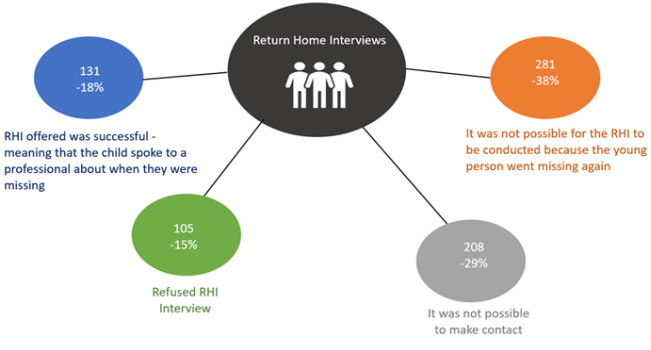 Return Home Interviews
131
-18%
RHI offered was successful -
meaning that the child spoke to a
professional about when they were
missing
281
-38%
It was not possible for the RHI to
be conducted because the young
person went missing again
105
-15%
Refused RHI
Interview
208
-29%
It was not possible
to make contact